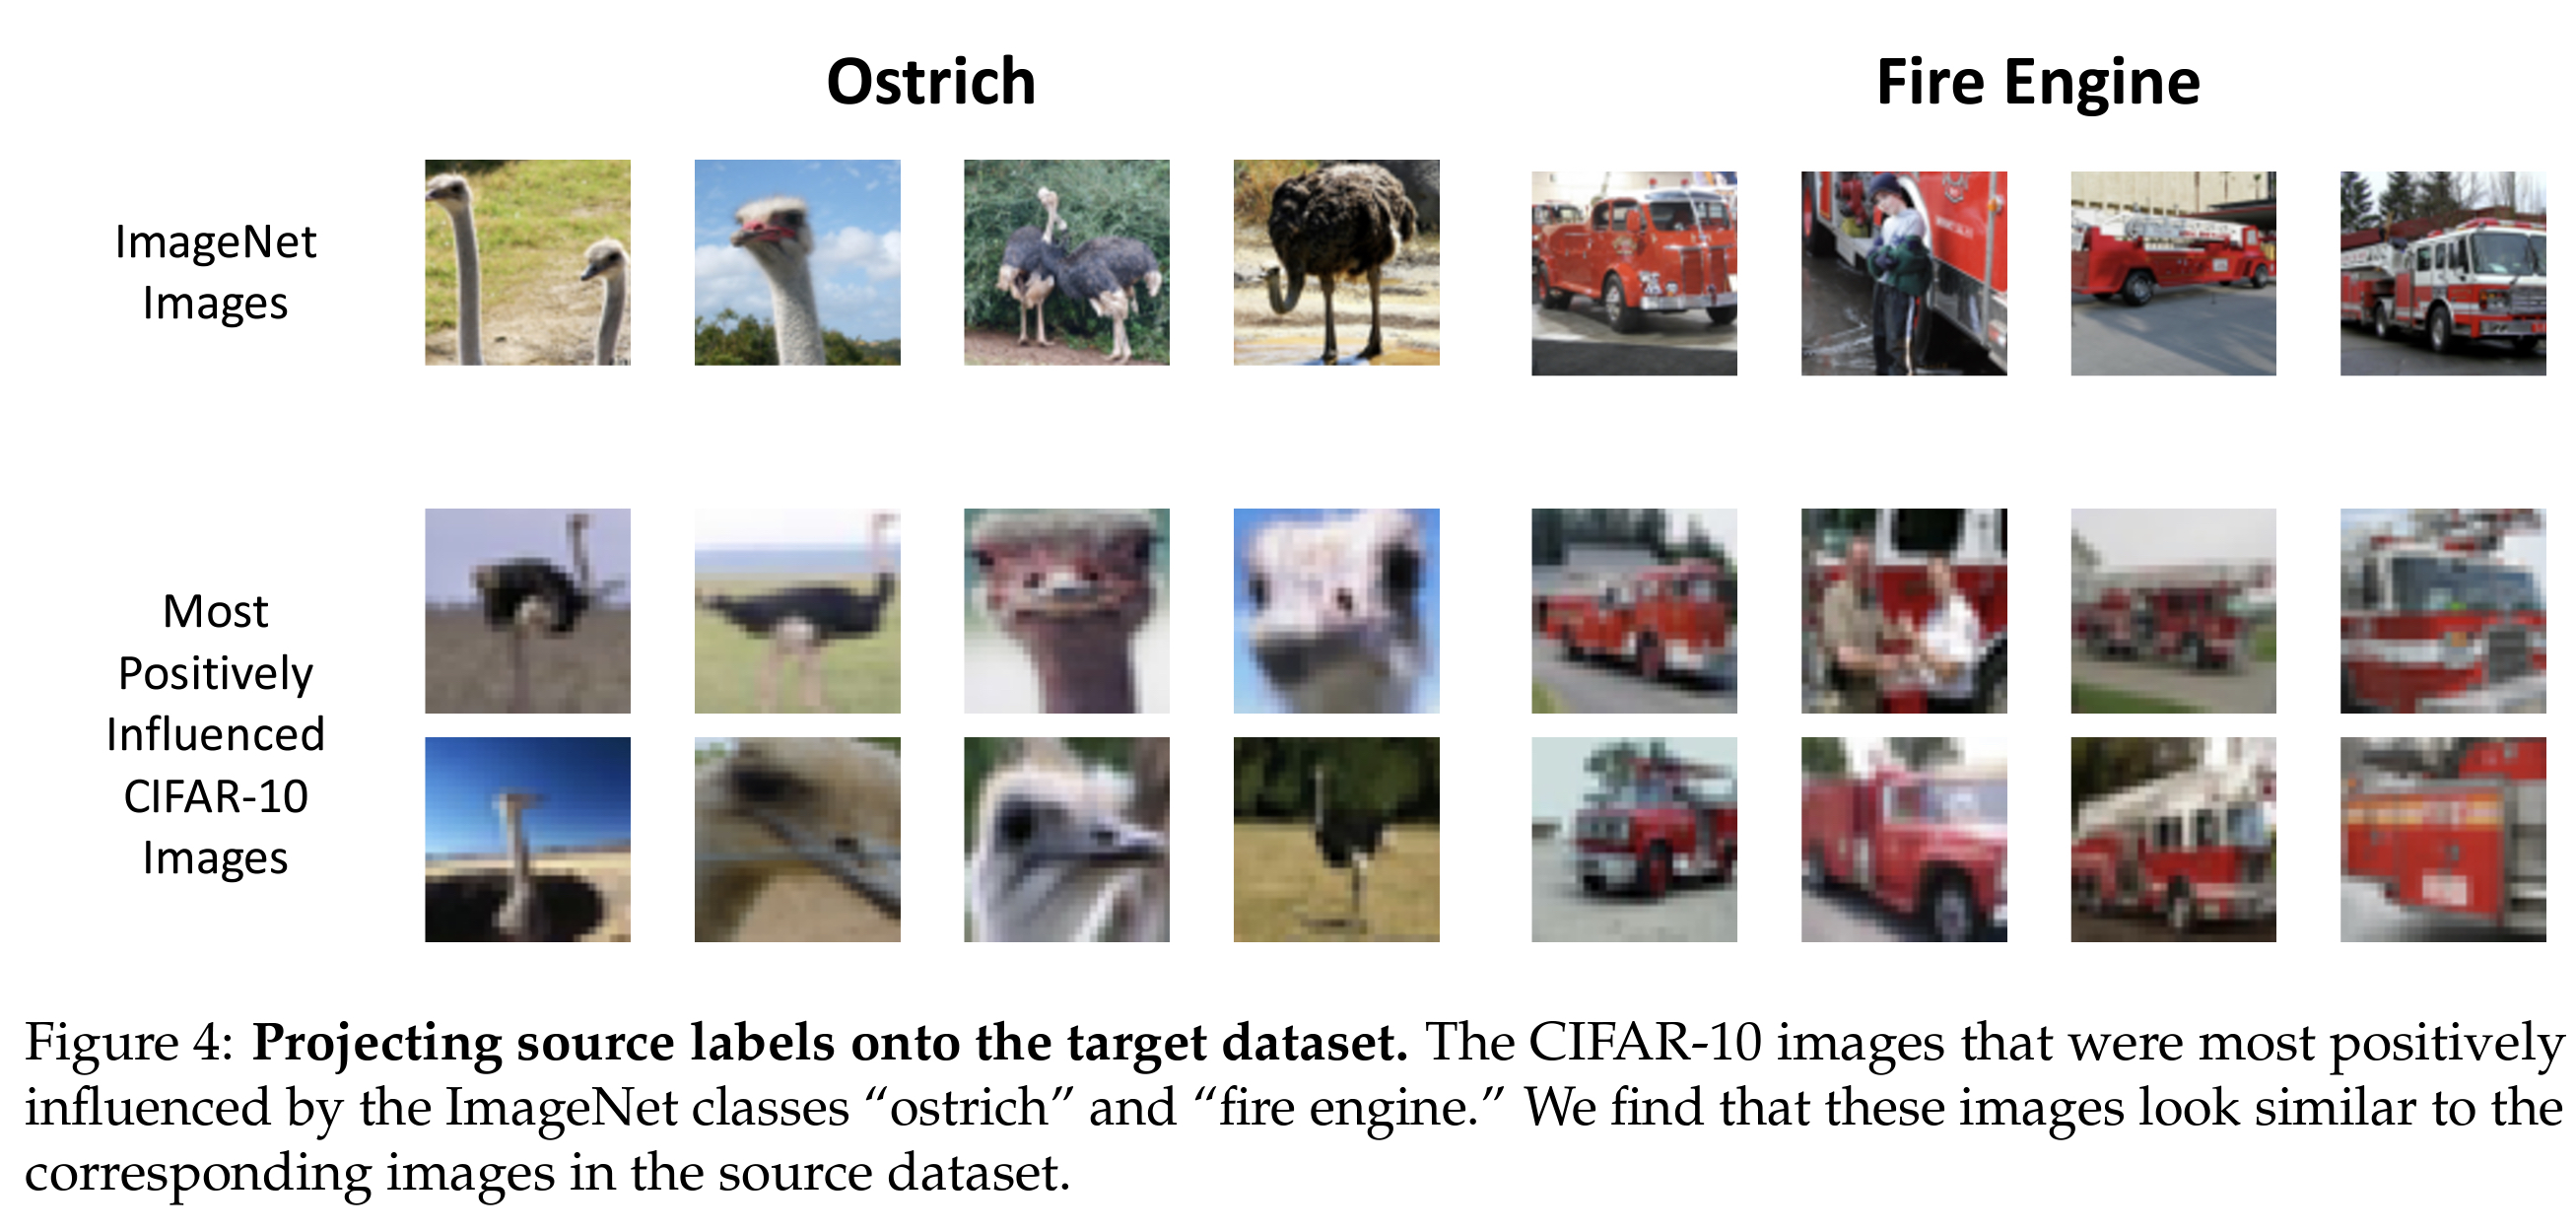 Ostrich
Fire Engine
ImageNet
Images
Most
Positively
Influenced
CIFAR-10
Images
Figure 4: Projecting source labels onto the target dataset. The CIFAR-10 images that were most positively
influenced by the ImageNet classes “ostrich” and “fire engine.” We find that these images look similar to the
corresponding images in the source dataset.